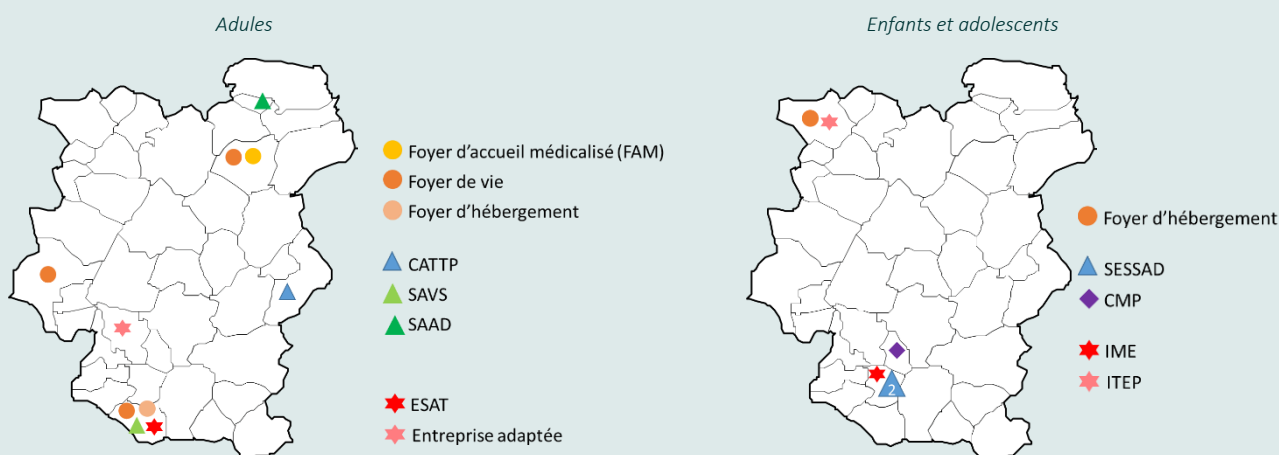 Adules
Foyer d'accueil médicalisé (FAM)
Foyer de vie
Foyer d'hébergement
CATTP
SAVS
SAAD
ESAT
Entreprise adaptée
Enfants et adolescents
Foyer d'hébergement
SESSAD
CMP
IME
ITEP
2